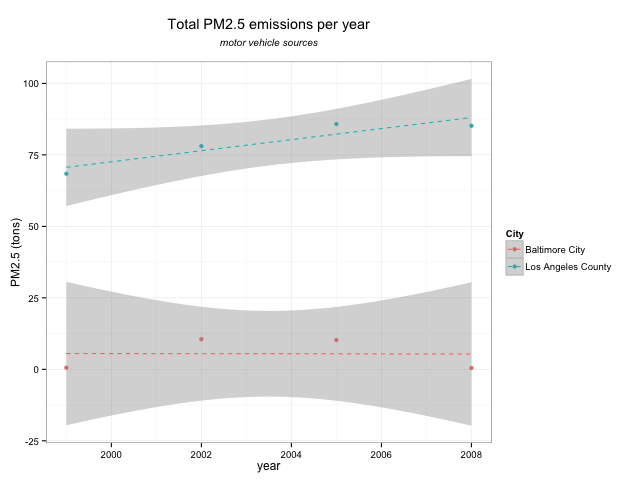 Total PM2.5 emissions per year
motor vehicle sources
PM2.5 (tons)
100
75
50
25
0
-25
2000 2002 2004 2006 2008
year
City
Baltimore City
Los Angeles County